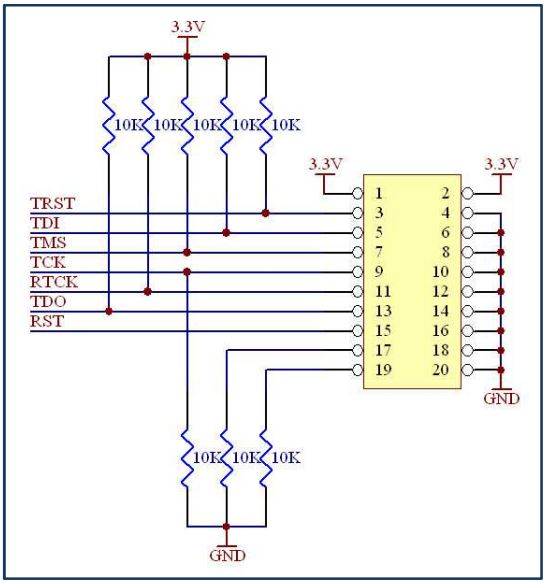 3.3V
10K 10K 10K 10K 10K
3.3V 3.3V
1 2
TRST 3 4
TDI 5 6
TMS 7 8
TCK 9 10
RTCK 11 12
TDO 13 14
RST 15 16
17 18
19 20
GND
10K 10K 10K
GND